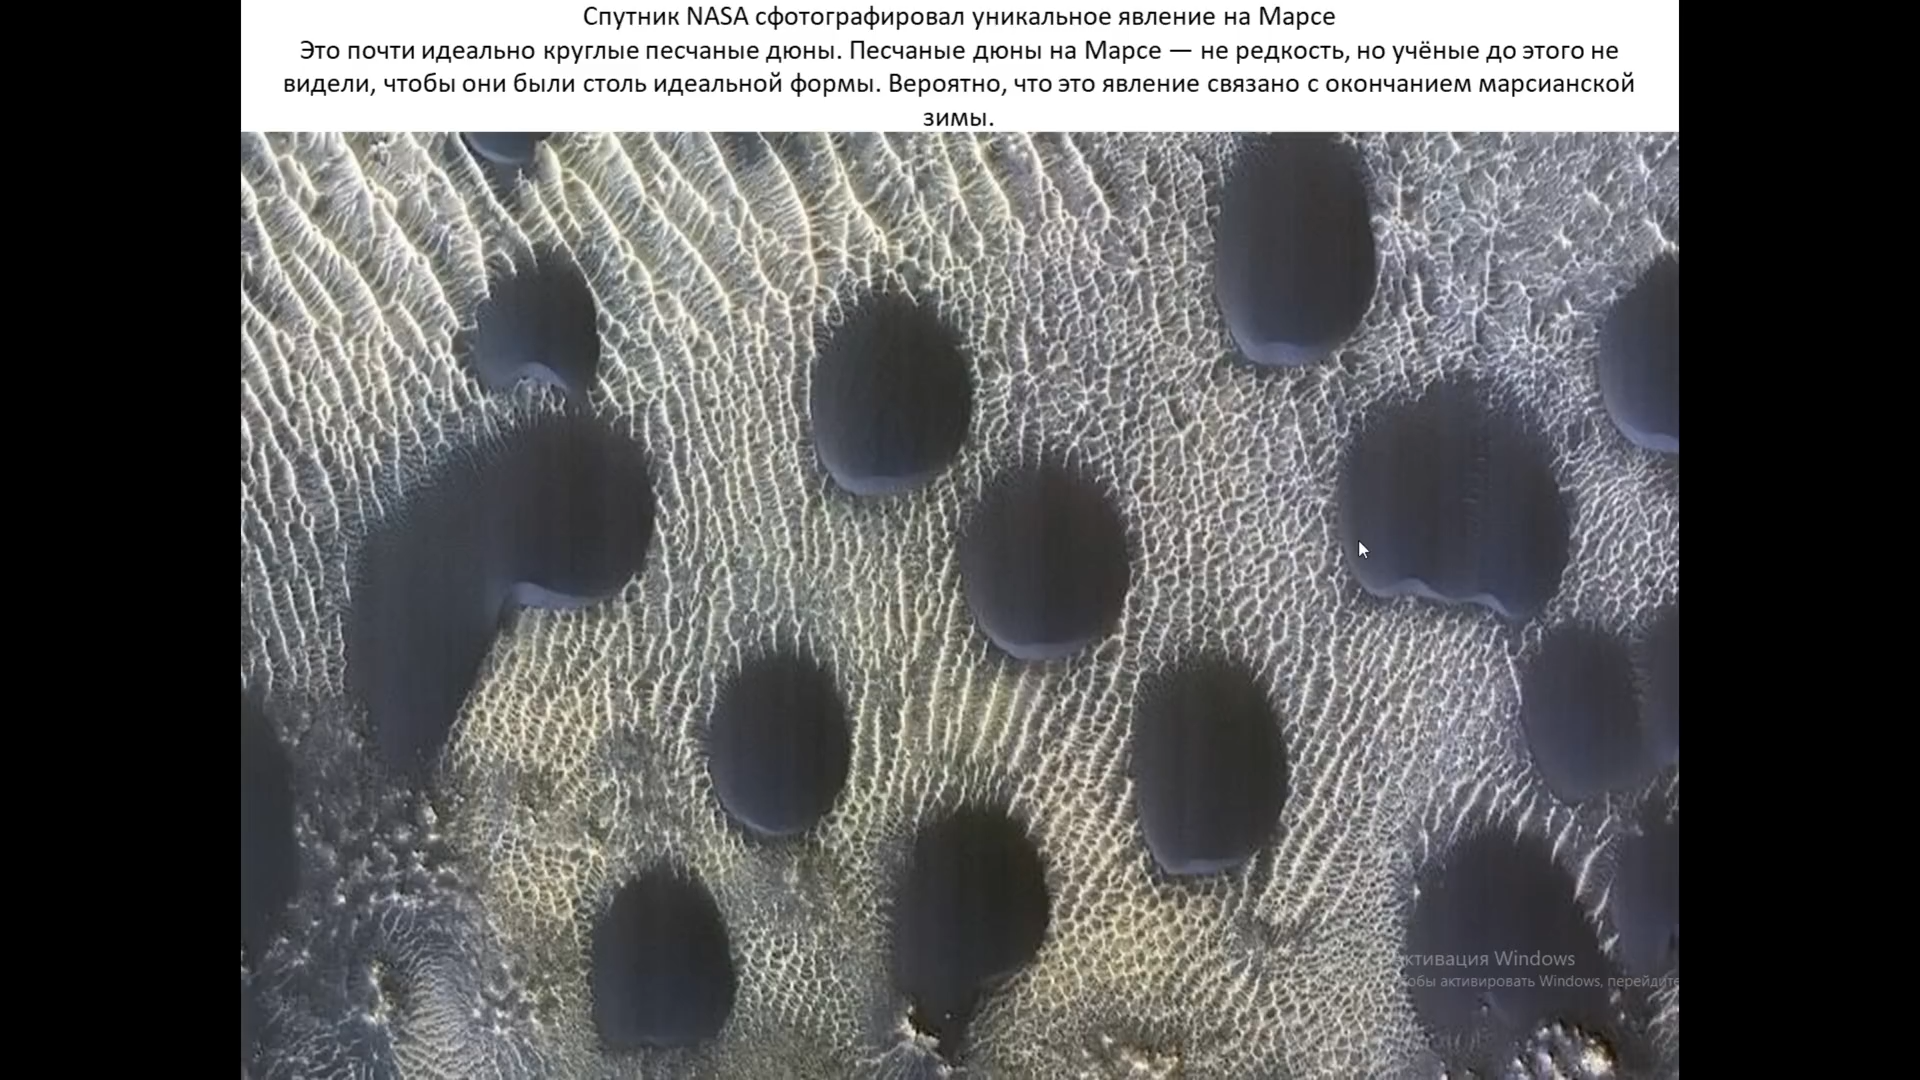 Спутник NASA сфотографировал уникальное явление на Марсе
Это почти идеально круглые песчаные дюны. Песчаные дюны на Марсе — не редкость, но учёные до этого не
видели, чтобы они были столь идеальной формы. Вероятно, что это явление связано с окончанием марсианской
зимы.
ктивация Windows
обы активировать Windows, перейдите